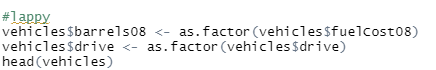 #lappy
vehicles$barrels08 <- as.factor(vehicles$fuelCost08)
vehicles$drive <- as.factor(vehicles$drive)
head(vehicles)